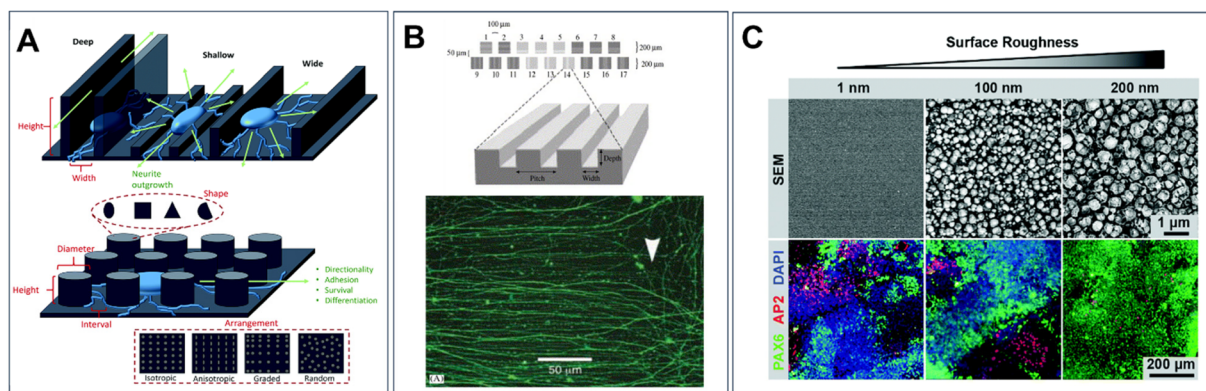 A
Deep
Shallow
Wide
Height
Width
Neurite
outgrowth
Shape
Diameter
Height
Interval
• Directionality
• Adhesion
• Survival
• Differentiation
Arrangement
Isotropic
Anisotropic
Graded
Random
B
100 μm
1 2 3 4 5 6 7 8
50 μm
200 μm
9 10 11 12 13 14 15 16 17
200 μm
Depth
Pitch
Width
(A)
50 μm
C
Surface Roughness
1 nm
100 nm
200 nm
SEM
1 μm
PAX6 AP2 DAPI
200 μm